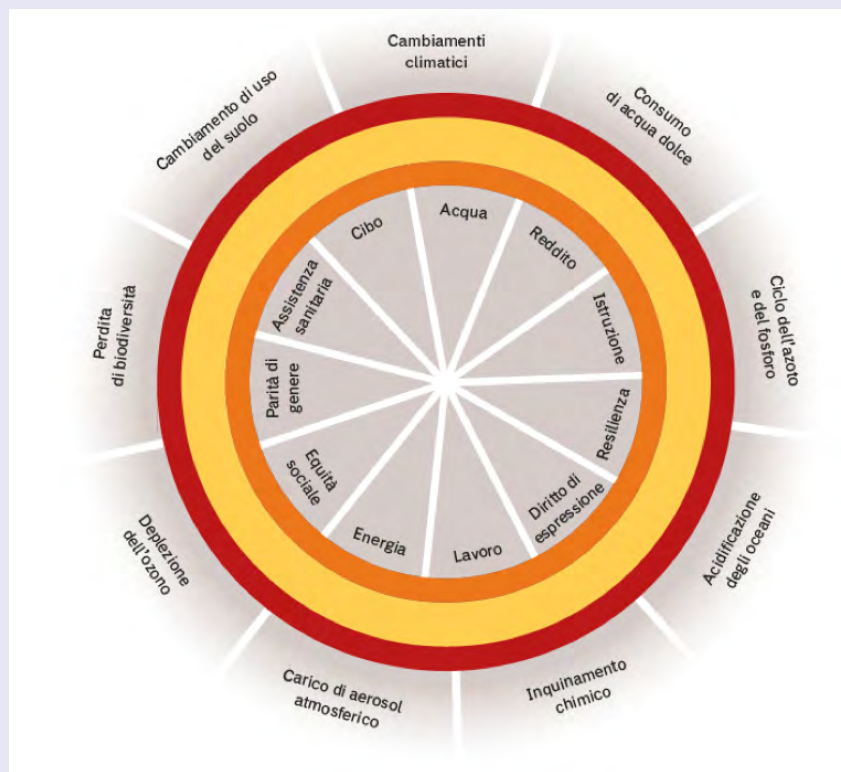 Cambiamenti
climatici
Consumo
di acqua dolce
Ciclo dell'azoto
e del fosforo
Acidificazione
degli oceani
Inquinamento
chimico
Carico di aerosol
atmosferico
Deplezione
dell'ozono
Perdita
di biodiversità
Cambiamento di uso
del suolo
Acqua
Reddito
Istruzione
Resilienza
Diritto di
espressione
Lavoro
Energia
Equità
sociale
Parità di
genere
Assistenza
sanitaria
Cibo